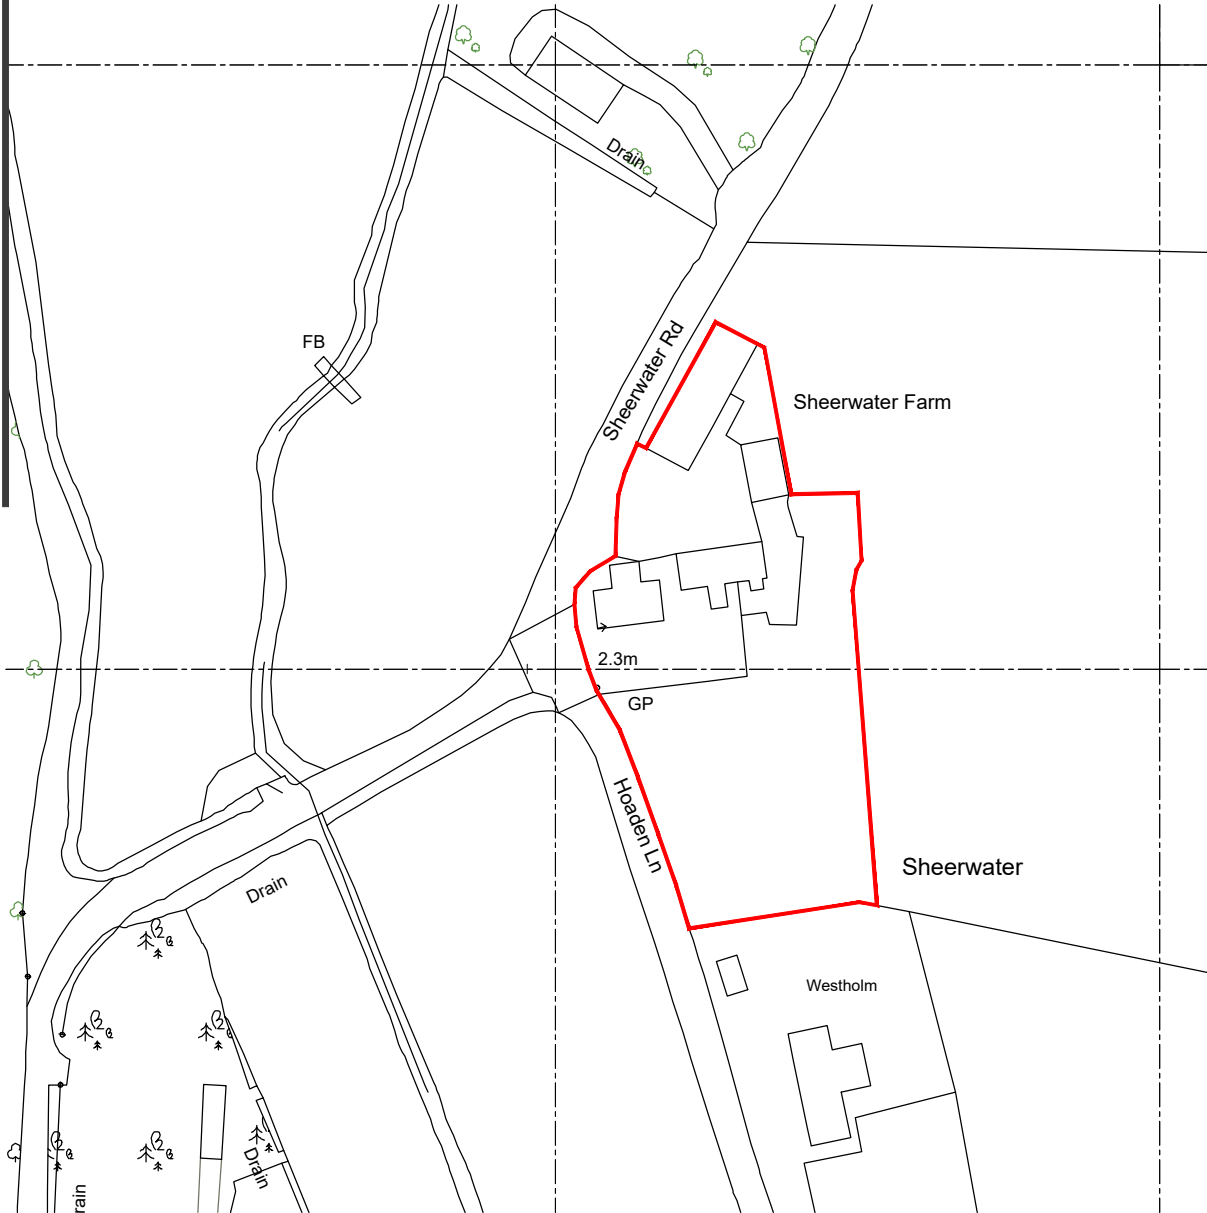 Drain
FB
Sheerwater Rd
Sheerwater Farm
2.3m
GP
Hoaden Ln
Sheerwater
Drain
Westholm
Drain
rain